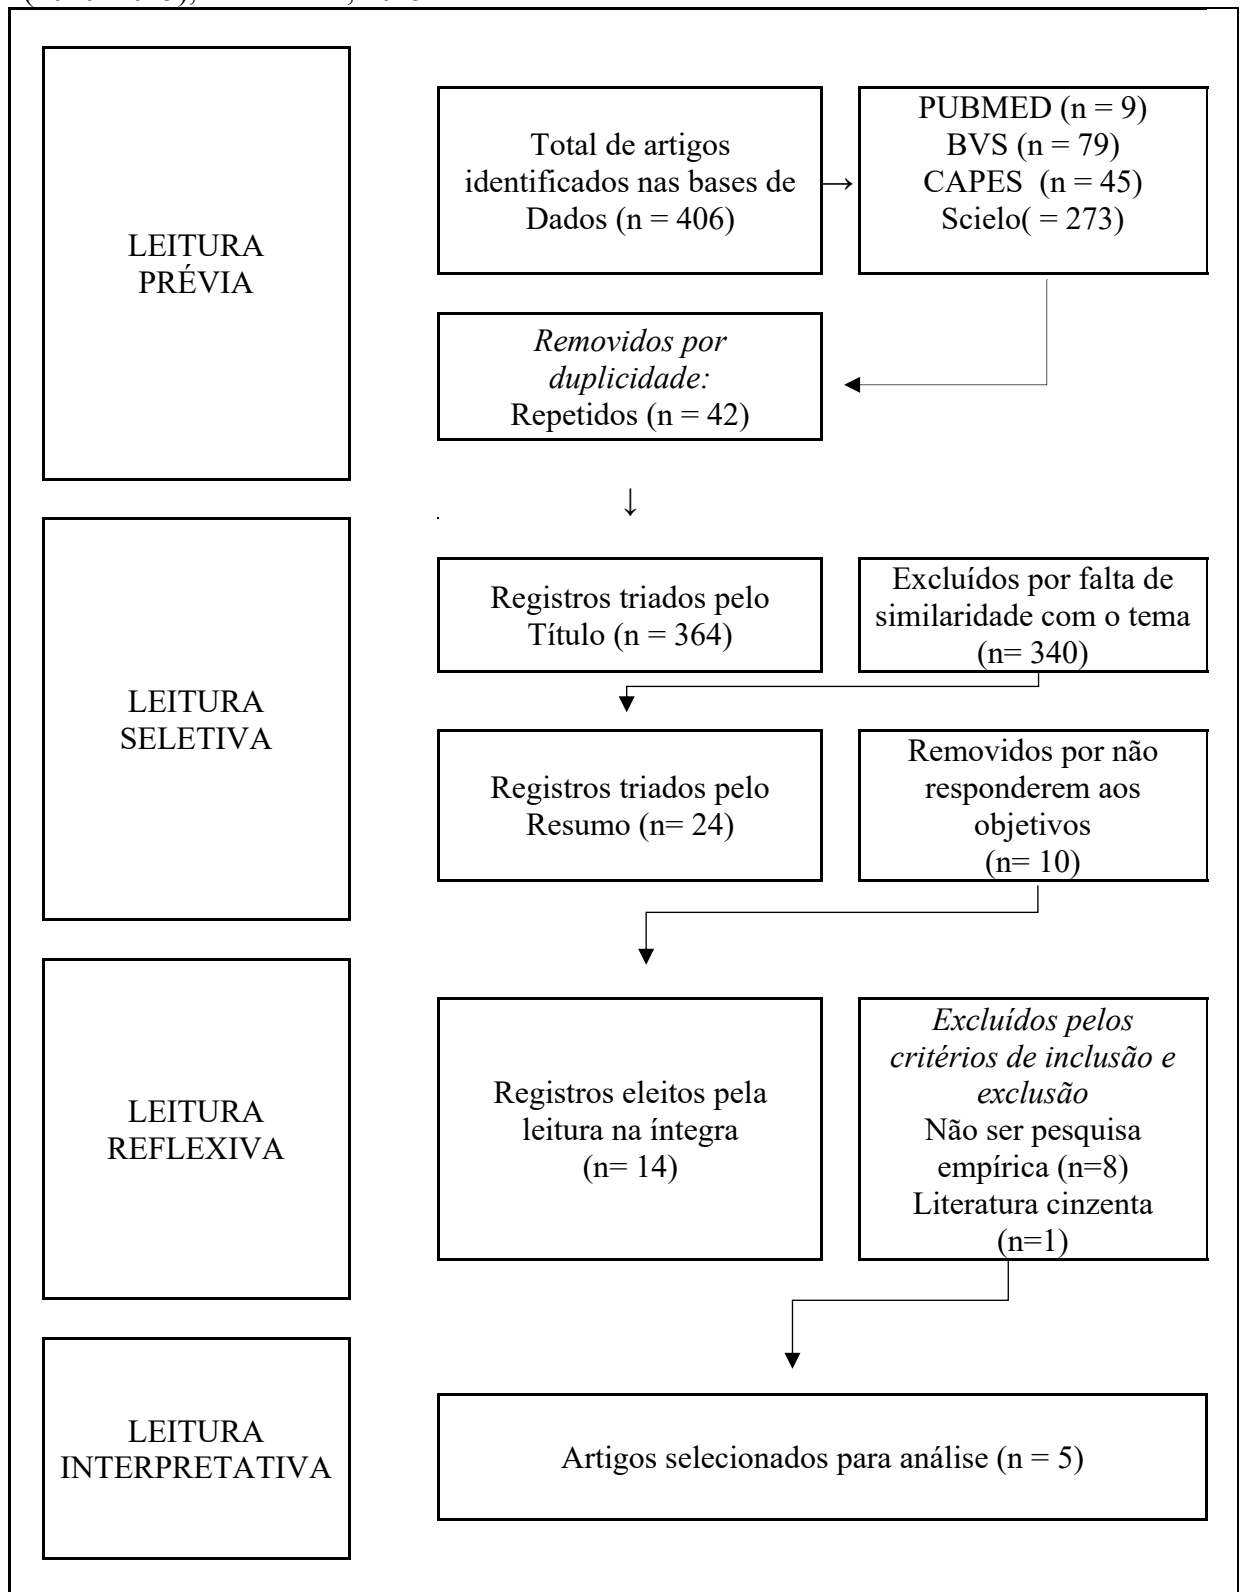 LEITURA
PRÉVIA
Total de artigos
identificados nas bases de
Dados (n = 406)
→
PUBMED (n = 9)
BVS (n = 79)
CAPES  (n = 45)
Scielo( = 273)
Removidos por
duplicidade:
Repetidos (n = 42)
↓
LEITURA
SELETIVA
Registros triados pelo
Título (n = 364)
Excluídos por falta de
similaridade com o tema
(n= 340)
Registros triados pelo
Resumo (n= 24)
Removidos por não
responderem aos
objetivos
(n= 10)
LEITURA
REFLEXIVA
Registros eleitos pela
leitura na íntegra
(n= 14)
Excluídos pelos
critérios de inclusão e
exclusão
Não ser pesquisa
empírica (n=8)
Literatura cinzenta
(n=1)
LEITURA
INTERPRETATIVA
Artigos selecionados para análise (n = 5)